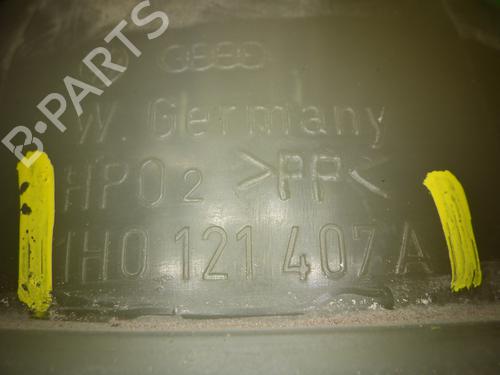 W. Germany
HPO2 >PP<
1H0 121 407 A
B-PARTS